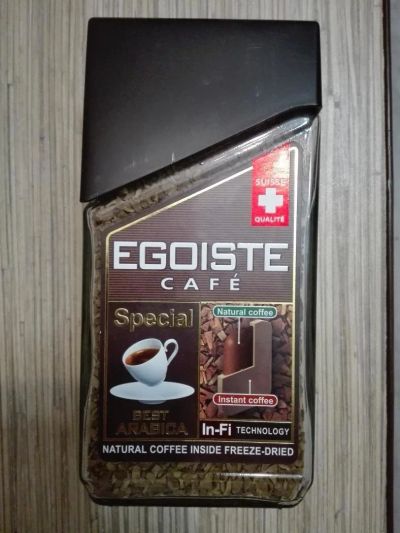 SUISSE
QUALITÉ
EGOISTE
CAFÉ
Special
Natural coffee
Instant coffee
BEST
ARABICA
In-Fi TECHNOLOGY
NATURAL COFFEE INSIDE FREEZE-DRIED